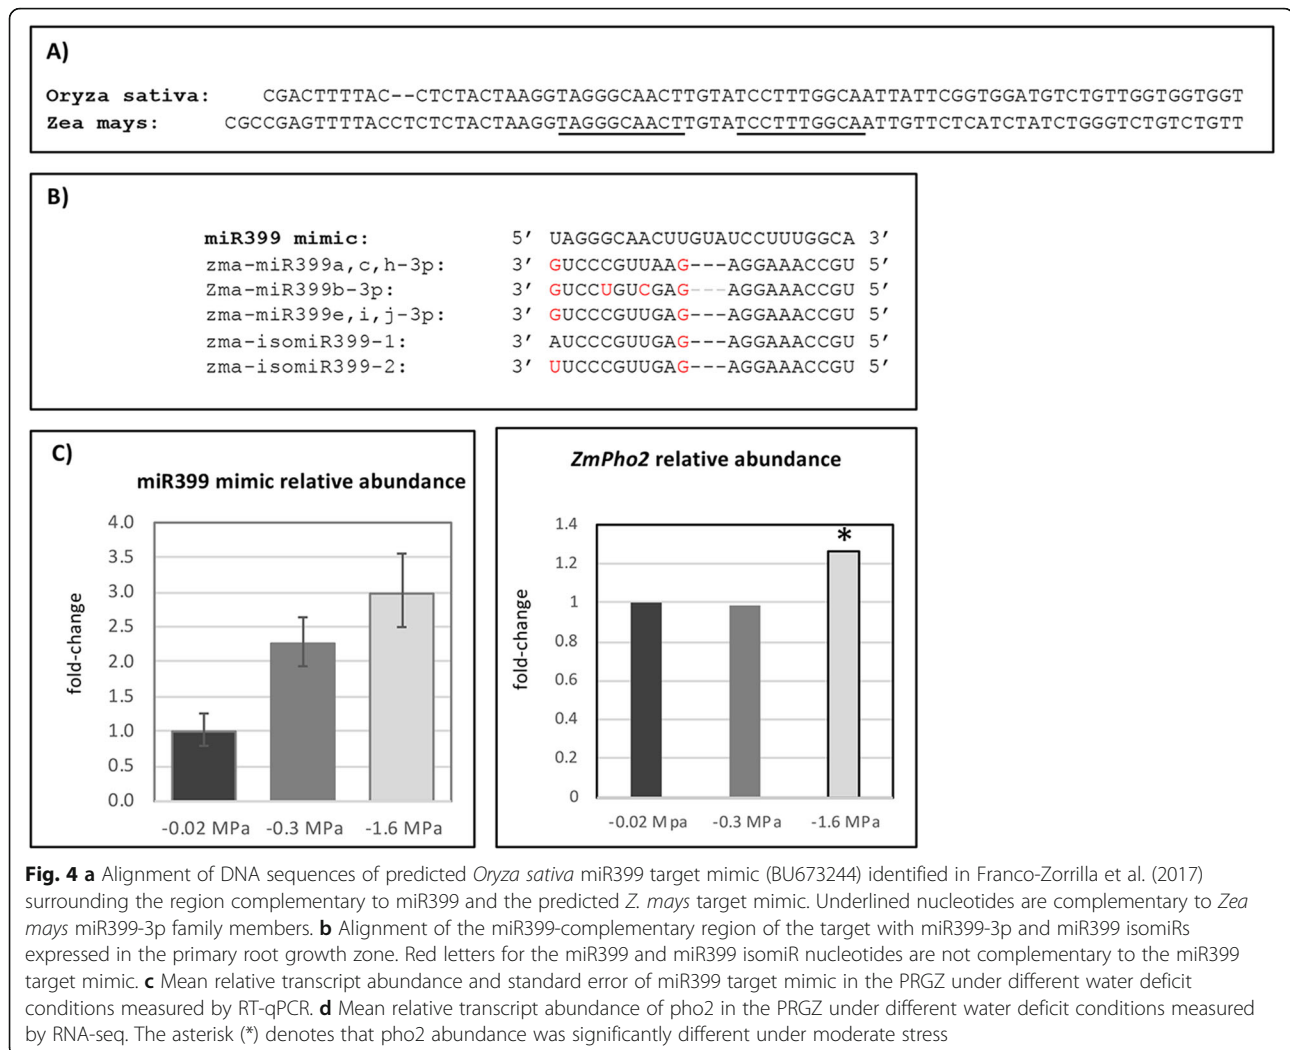 A)
Oryza sativa: CGACTTTTAC--CTCTACTAAGGTAGGGCAACTTGTATCCTTTGGCAATTATTCGGTGGATGTCTGTTGGTGGTGGT
Zea mays: CGCCGAGTTTTACCTCTCTACTAAGGTAGGGCAACTTGTATCCTTTGGCAATTGTTCTCATCTATCTGGGTCTGTCTGTT
B)
miR399 mimic: 5’ UAGGGCAACUUGUAUCCUUUGGCA 3’
zma-miR399a,c,h-3p: 3’ GUCCCGUUAAG---AGGAAACCGU 5’
Zma-miR399b-3p: 3’ GUCCUGUCGAG---AGGAAACCGU 5’
zma-miR399e,i,j-3p: 3’ GUCCCGUUGAG---AGGAAACCGU 5’
zma-isomiR399-1: 3’ AUCCCGUUGAG---AGGAAACCGU 5’
zma-isomiR399-2: 3’ UUCCCGUUGAG---AGGAAACCGU 5’
C)
miR399 mimic relative abundance
4.0
3.5
3.0
2.5
2.0
1.5
1.0
0.5
0.0
fold-change
-0.02 MPa -0.3 MPa -1.6 MPa
ZmPho2 relative abundance
1.4
1.2
1
0.8
0.6
0.4
0.2
0
fold-change
*
-0.02 M pa -0.3 MPa -1.6 MPa
Fig. 4 a Alignment of DNA sequences of predicted Oryza sativa miR399 target mimic (BU673244) identified in Franco-Zorrilla et al. (2017)
surrounding the region complementary to miR399 and the predicted Z. mays target mimic. Underlined nucleotides are complementary to Zea
mays miR399-3p family members. b Alignment of the miR399-complementary region of the target with miR399-3p and miR399 isomiRs
expressed in the primary root growth zone. Red letters for the miR399 and miR399 isomiR nucleotides are not complementary to the miR399
target mimic. c Mean relative transcript abundance and standard error of miR399 target mimic in the PRGZ under different water deficit
conditions measured by RT-qPCR. d Mean relative transcript abundance of pho2 in the PRGZ under different water deficit conditions measured
by RNA-seq. The asterisk (*) denotes that pho2 abundance was significantly different under moderate stress